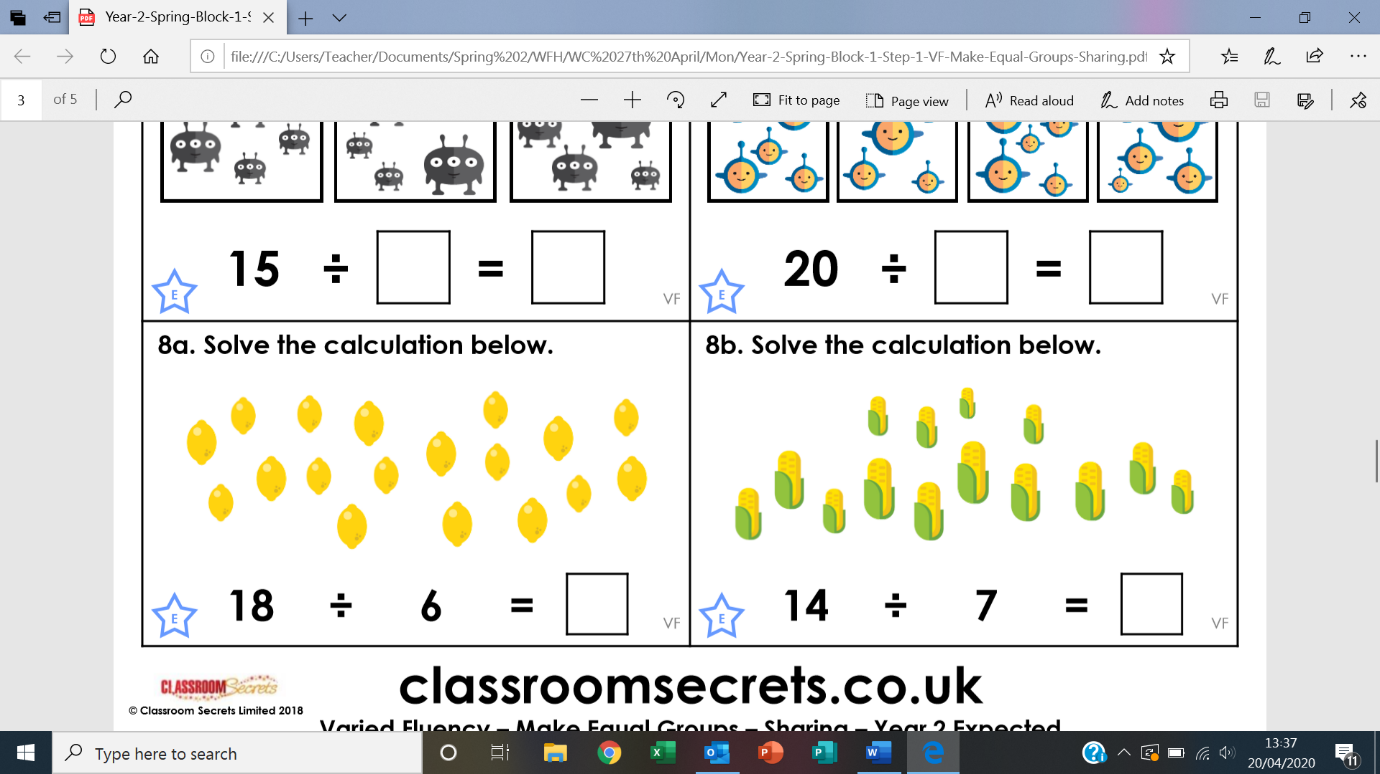 Year-2-Spring-Block-1-S
file:///C:/Users/Teacher/Documents/Spring%202/WFH/WC%2027th%20April/Mon/Year-2-Spring-Block-1-Step-1-VF-Make-Equal-Groups-Sharing.pdf
3 of 5 Fit to page Page view Read aloud Add notes
15 ÷ =
E VF
20 ÷ =
E VF
8a. Solve the calculation below.
18 ÷ 6 =
E VF
8b. Solve the calculation below.
14 ÷ 7 =
E VF
CLASSROOM Secrets
© Classroom Secrets Limited 2018
classroomsecrets.co.uk
Varied Fluency – Make Equal Groups – Sharing – Year 2 Expected
Type here to search
13:37
20/04/2020
11